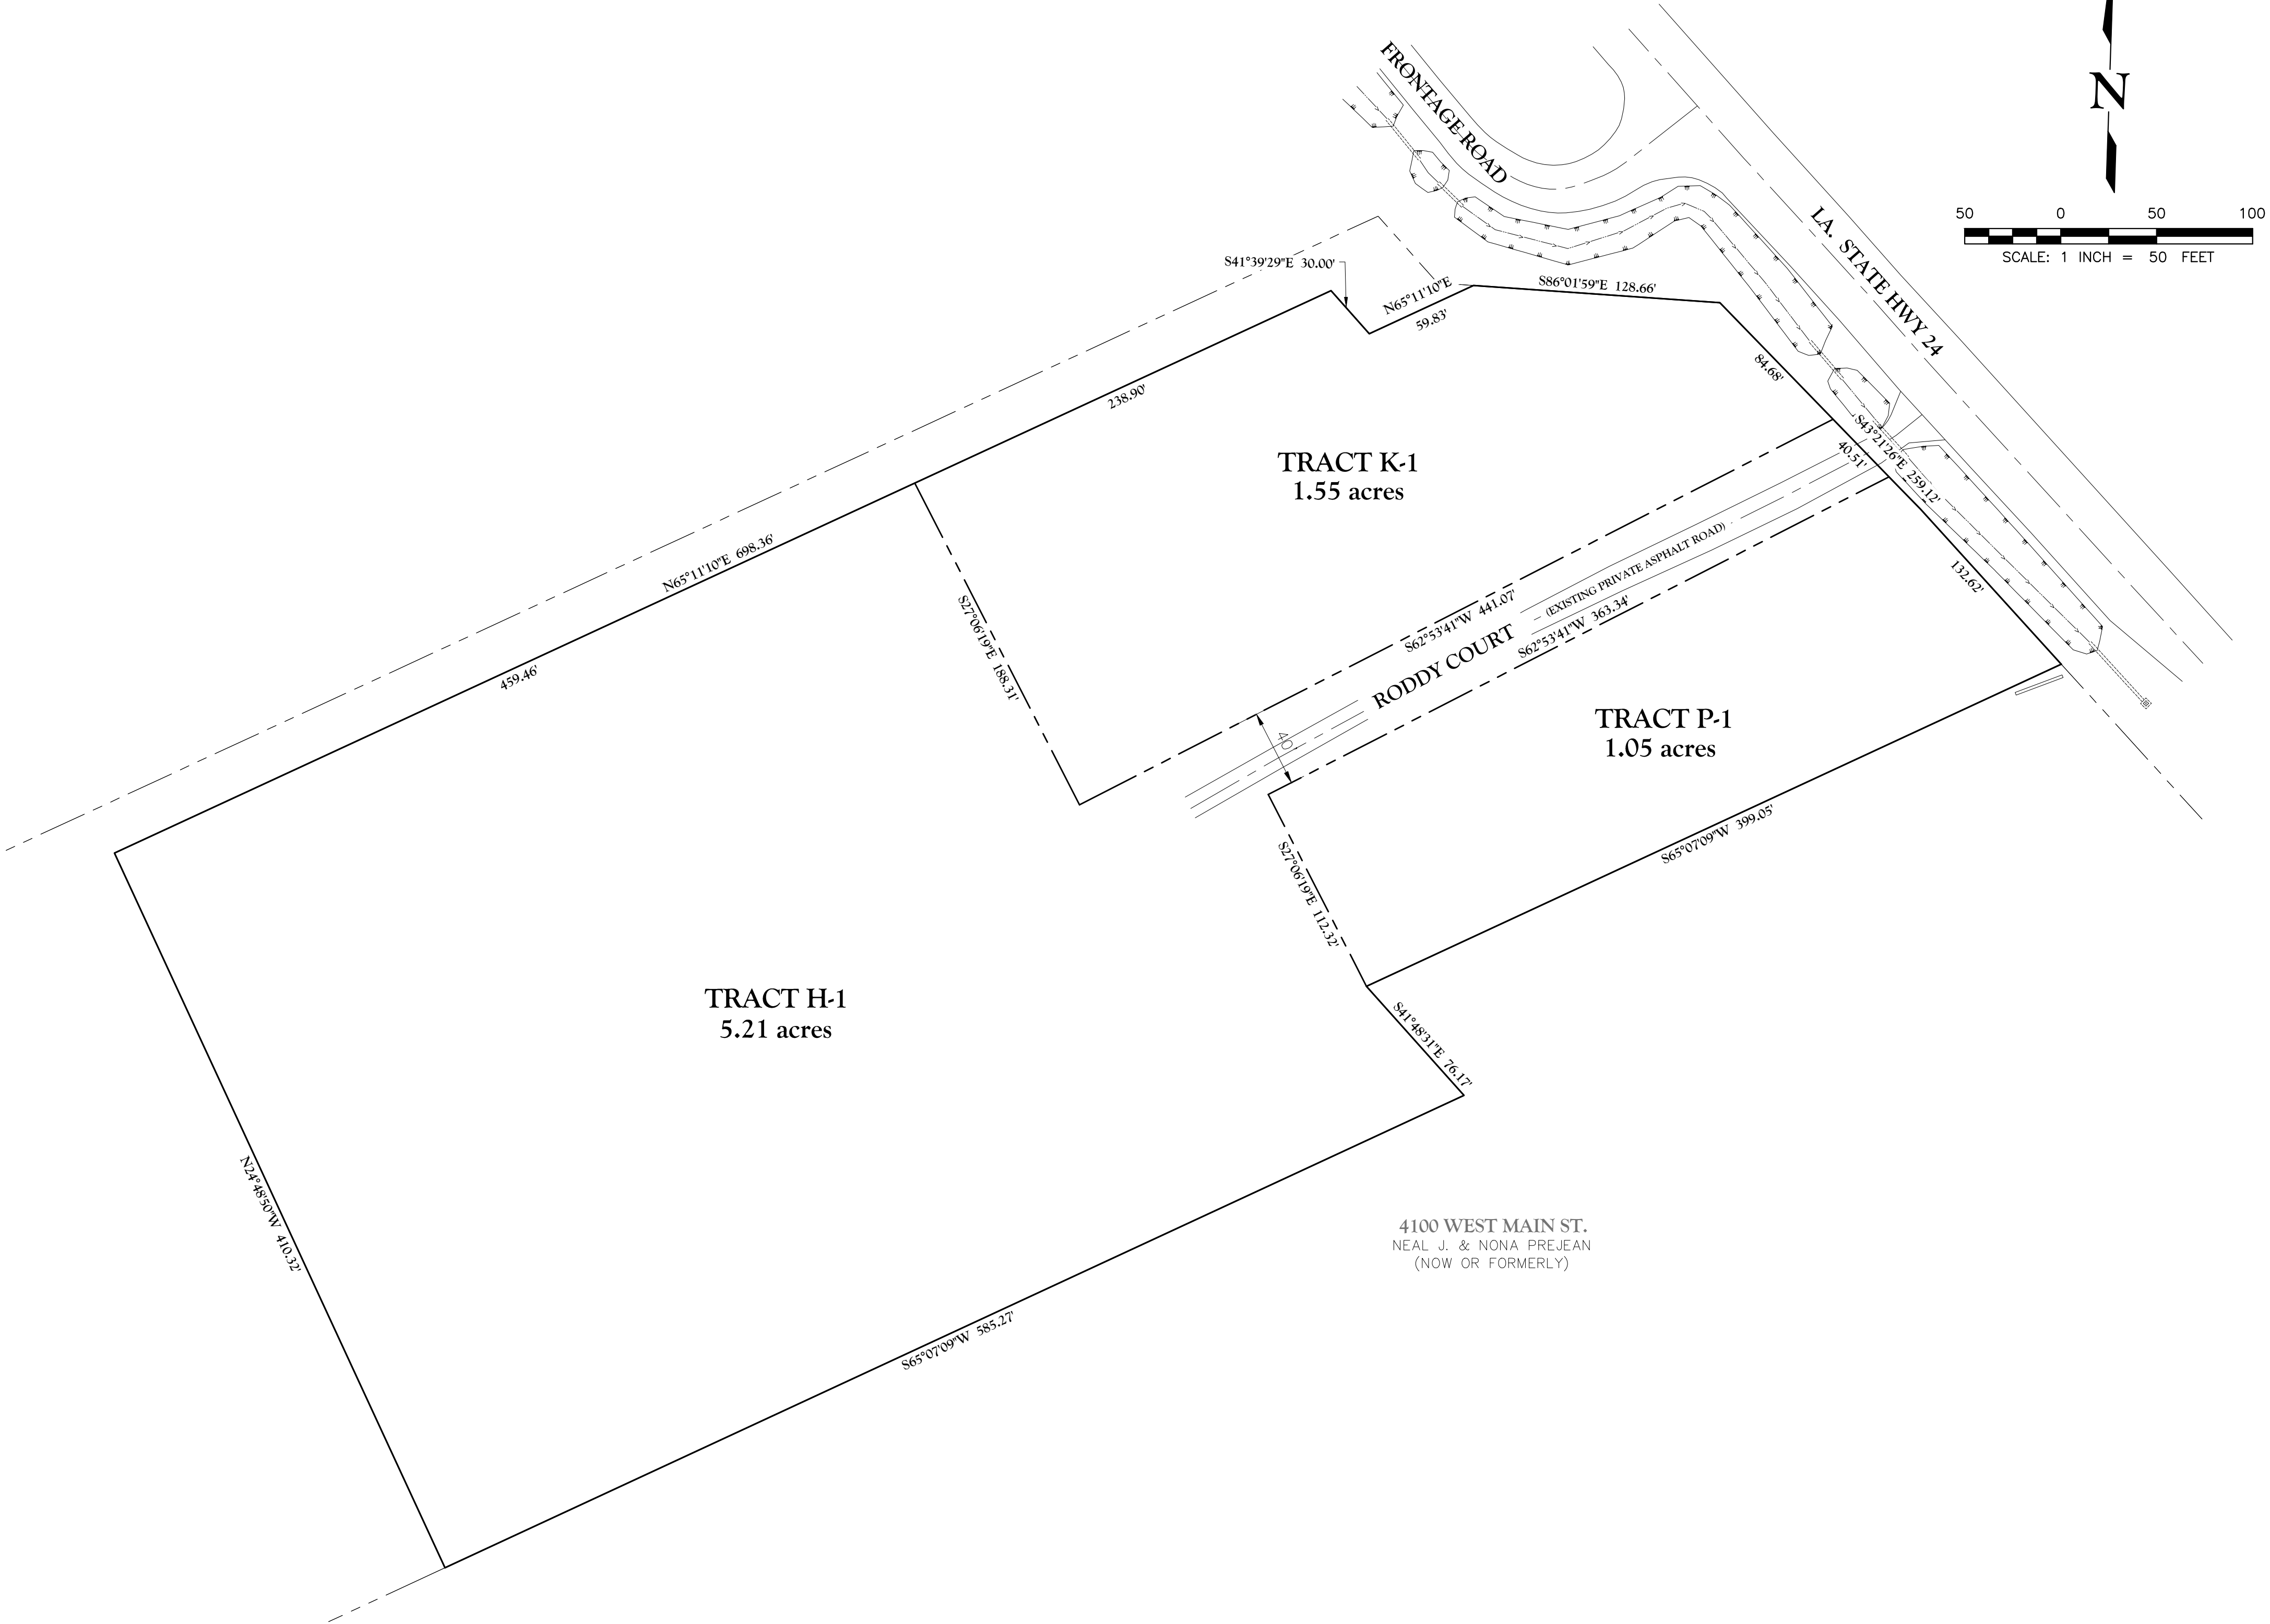 N
50 0 50 100
SCALE: 1 INCH = 50 FEET
FRONTAGE ROAD
LA. STATE HWY 24
S41°39'29"E 30.00'
N65°11'10"E
59.83'
S86°01'59"E 128.66'
84.68'
238.90'
TRACT K-1
1.55 acres
S43°21'26"E 259.12'
40.51'
N65°11'10"E 698.36'
459.46'
S27°06'19"E 188.31'
S62°53'41"W 441.07'
(EXISTING PRIVATE ASPHALT ROAD)
RODDY COURT
S62°53'41"W 363.34'
132.62'
40'
TRACT P-1
1.05 acres
S65°07'09"W 399.05'
S27°06'19"E 112.32'
TRACT H-1
5.21 acres
S41°48'31"E 76.17'
N24°48'50"W 410.32'
4100 WEST MAIN ST.
NEAL J. & NONA PREJEAN
(NOW OR FORMERLY)
S65°07'09"W 585.27'